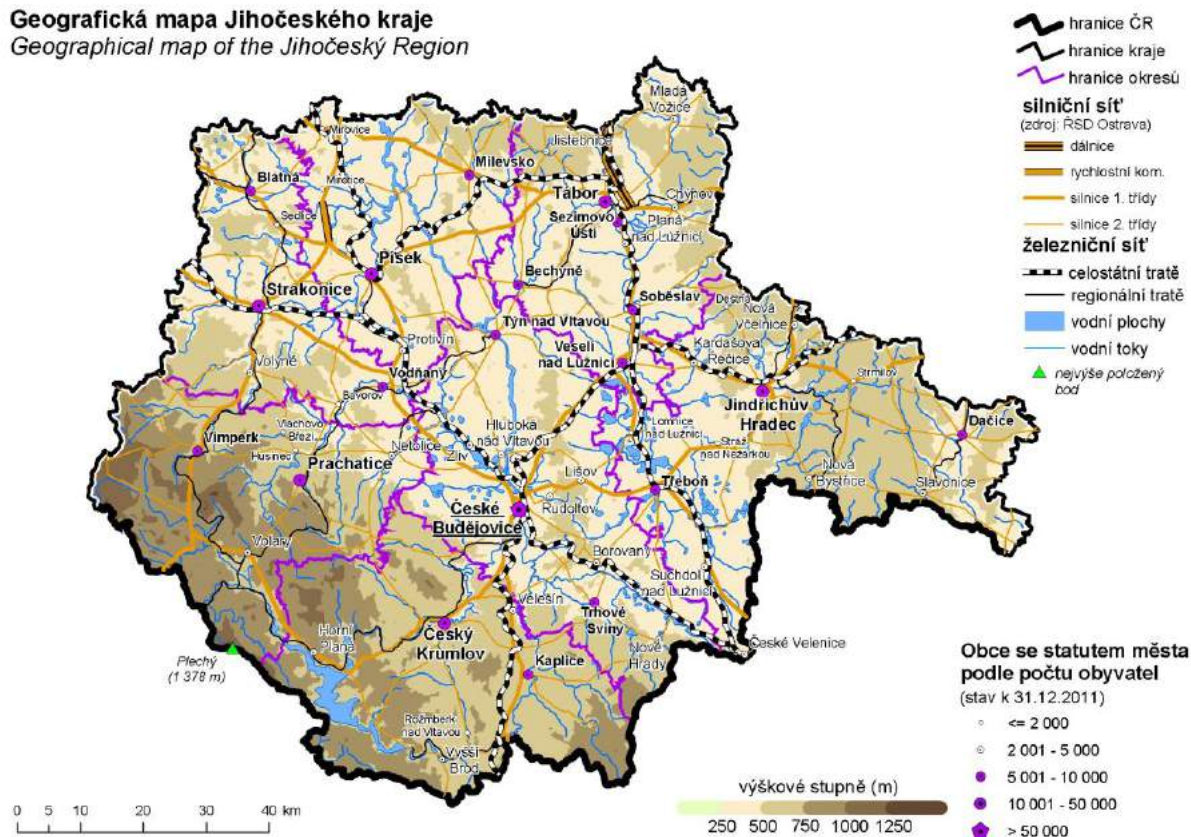 Geografická mapa Jihočeského kraje
Geographical map of the Jihočeský Region
hranice ČR
hranice kraje
hranice okresů
silniční síť
(zdroj: ŘSD Ostrava)
dálnice
rychlostní kom.
silnice 1. třídy
silnice 2. třídy
železniční síť
celostátní tratě
regionální tratě
vodní plochy
vodní toky
nejvýše položený
bod
Mladá
Vožice
Mirovice
Jistebnice
Milevsko
Blatná
Mirotice
Tábor
Chýnov
Sedlice
Sezimovo
Ústí
Planá
nad Lužnicí
Písek
Bechyně
Strakonice
Soběslav
Deštná
Nová
Včelnice
Týn nad Vltavou
Protivín
Veselí
nad Lužnicí
Kardašova
Řečice
Volyně
Strmilov
Vodňany
Bavorov
Jindřichův
Hradec
Vlachovo
Březí
Hluboká
nad Vltavou
Lomnice
nad Lužnicí
Dačice
Vimperk
Netolice
Stráž
nad Nežárkou
Husinec
Zliv
Prachatice
Lišov
Třeboň
Nová
Bystřice
Slavonice
České
Budějovice
Rudolfov
Volary
Borovany
Suchdol
nad Lužnicí
Velešín
Trhové
Sviny
Horní
Planá
Český
Krumlov
České Velenice
Nové
Hrady
Plechý
(1 378 m)
Kaplice
Rožmberk
nad Vltavou
Vyšší
Brod
Obce se statutem města
podle počtu obyvatel
(stav k 31.12.2011)
<= 2 000
2 001 - 5 000
5 001 - 10 000
10 001 - 50 000
> 50 000
výškové stupně (m)
250 500 750 1000 1250
0 5 10 20 30 40 km